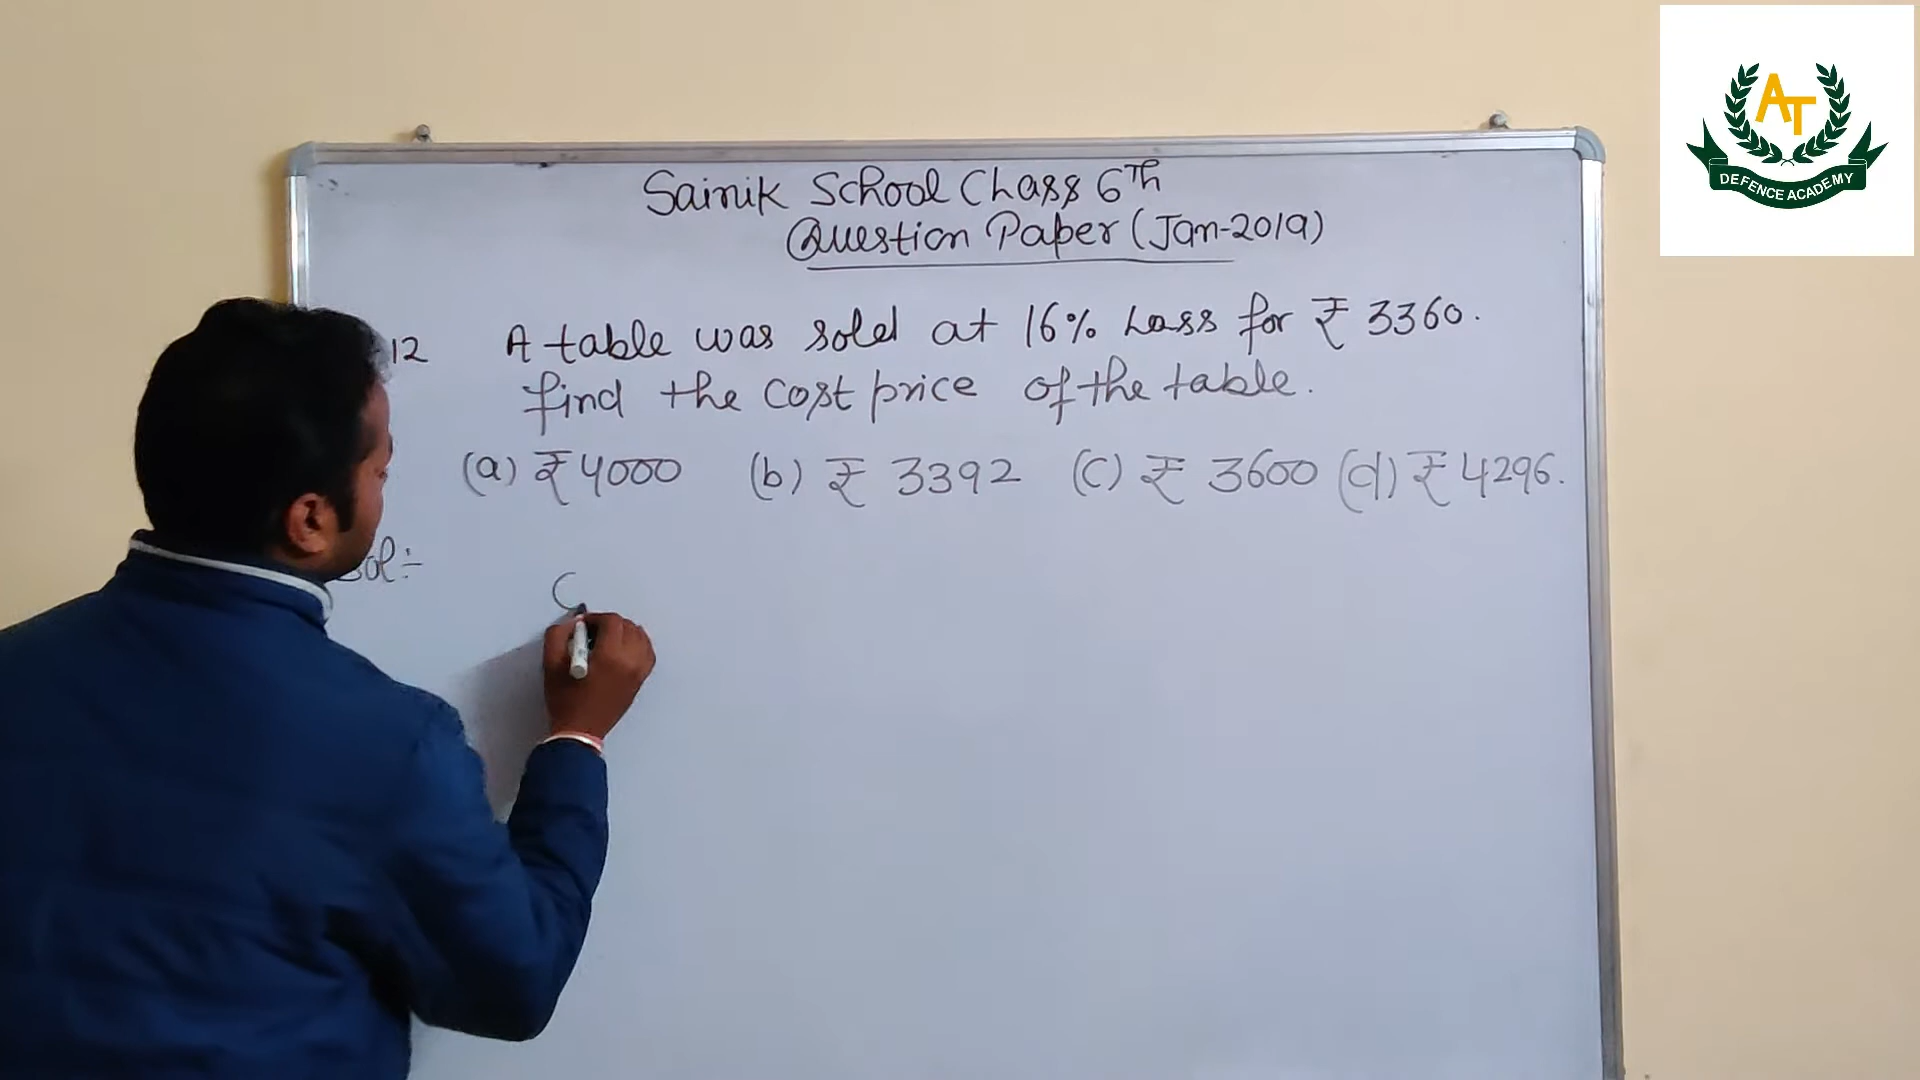 Sainik School Class 6Th
Question Paper (Jan-2019)
12 A table was sold at 16% Loss for ₹ 3360.
find the cost price of the table.
(a) ₹ 4000 (b) ₹ 3392 (c) ₹ 3600 (d) ₹ 4296.
Sol:-
C
AT
DEFENCE ACADEMY